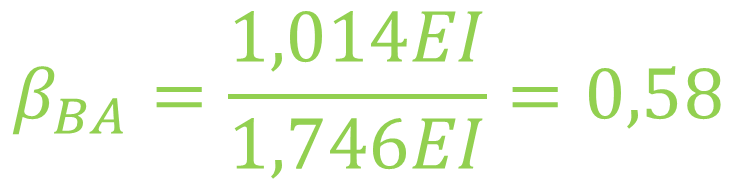 β_BA = 1,014EI / 1,746EI = 0,58